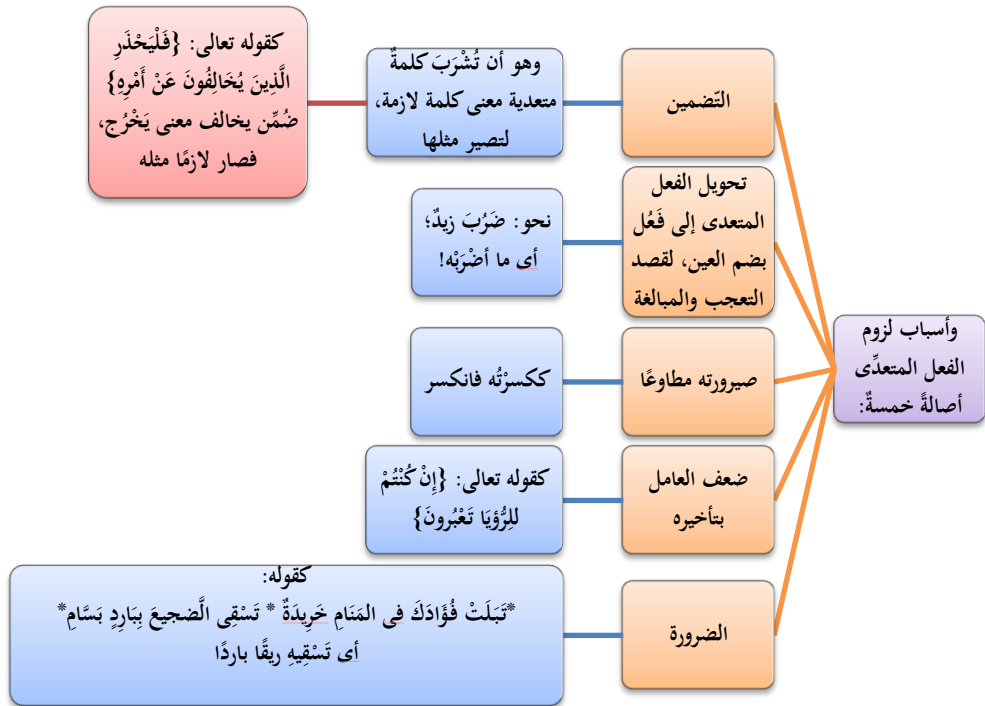 وأسباب لزوم
الفعل المتعدِّى
أصالةً خمسةٌ:
التّضمين
وهو أن تُشْرَبَ كلمةٌ
متعدية معنى كلمة لازمة،
لتصير مثلها
كقوله تعالى: {فَلْيَحْذَرِ
الَّذِينَ يُخَالِفُونَ عَنْ أَمْرِهِ}
ضُمِّن يخالف معنى يَخْرُج،
فصار لازمًا مثله
تحويل الفعل
المتعدى إلى فَعُل
بضم العين، لقصد
التعجب والمبالغة
نحو: ضَرُبَ زيدٌ؛
أى ما أضْرَبْه!
صيرورته مطاوعًا
ككسرْتُه فانكسر
ضعف العامل
بتأخيره
كقوله تعالى: {إِنْ كُنْتُمْ
للِرُّؤيَا تَعْبُرونَ}
الضرورة
كقوله:
*تَبَلَتْ فُؤَادَكَ فِى المَنَامِ خَرِيدَةٌ * تَسْقِى الَّضجيعَ بِبَارِدٍ بَسَّامِ*
أى تَسْقِيهِ ريقًا باردًا